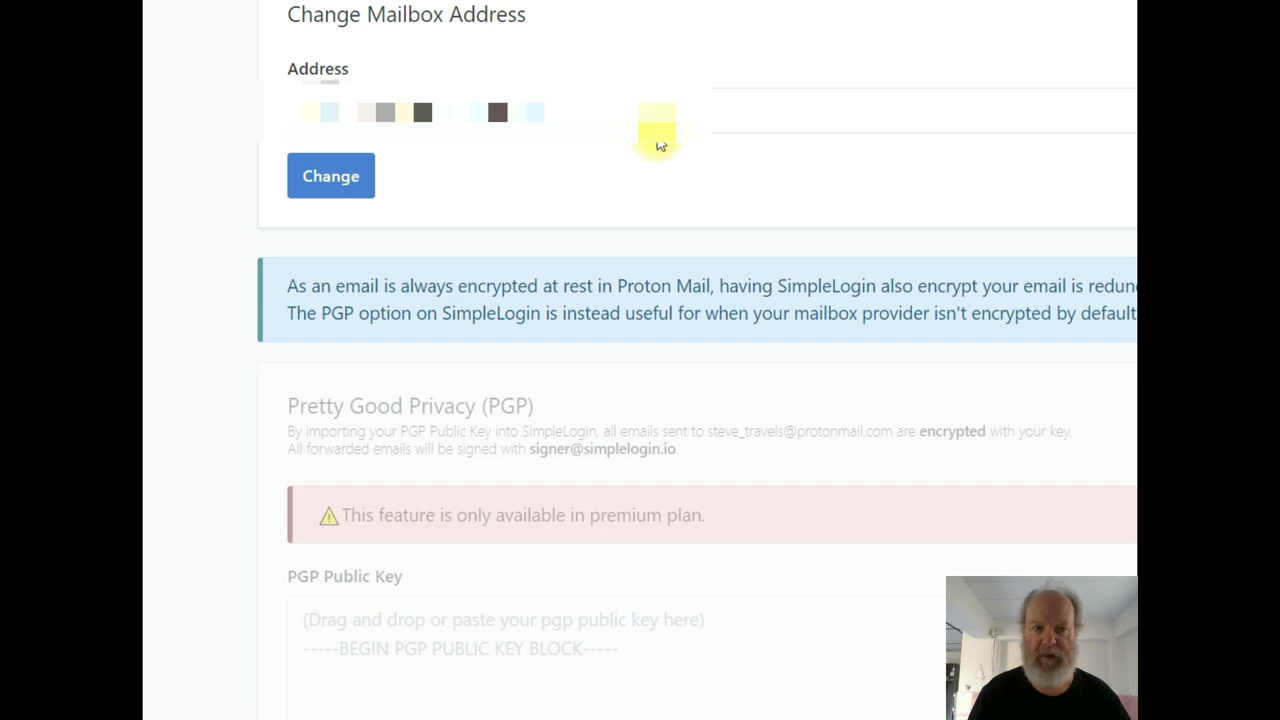 Change Mailbox Address
Address
Change
As an email is always encrypted at rest in Proton Mail, having SimpleLogin also encrypt your email is
The PGP option on SimpleLogin is instead useful for when your mailbox provider isn't encrypted by default
Pretty Good Privacy (PGP)
By importing your PGP Public Key into SimpleLogin, all emails sent to steve_travels@protonmail.com are encrypted with your key.
All forwarded emails will be signed with signer@simplelogin.io.
This feature is only available in premium plan.
PGP Public Key
(Drag and drop or paste your pgp public key here)
-----BEGIN PGP PUBLIC KEY BLOCK-----